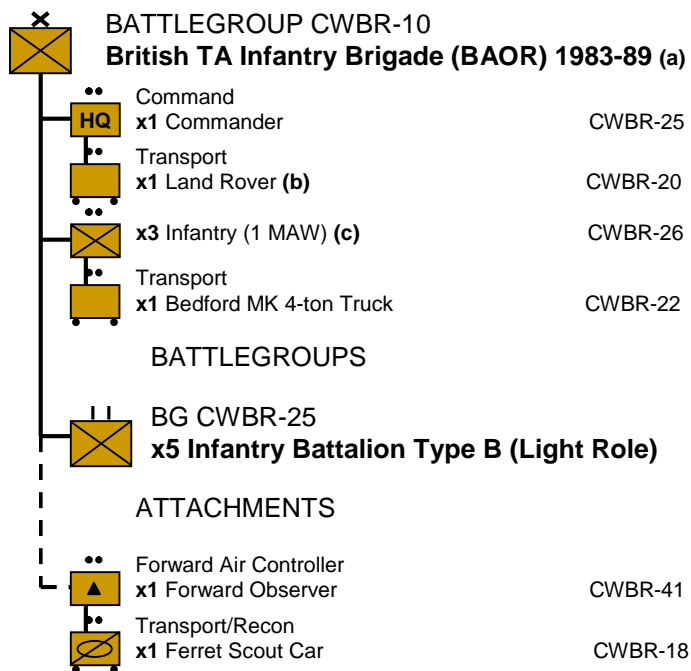 BATTLEGROUP CWBR-10
British TA Infantry Brigade (BAOR) 1983-89 (a)
Command
HQ x1 Commander CWBR-25
Transport
x1 Land Rover (b) CWBR-20
x3 Infantry (1 MAW) (c) CWBR-26
Transport
x1 Bedford MK 4-ton Truck CWBR-22
BATTLEGROUPS
BG CWBR-25
x5 Infantry Battalion Type B (Light Role)
ATTACHMENTS
Forward Air Controller
x1 Forward Observer CWBR-41
Transport/Recon
x1 Ferret Scout Car CWBR-18